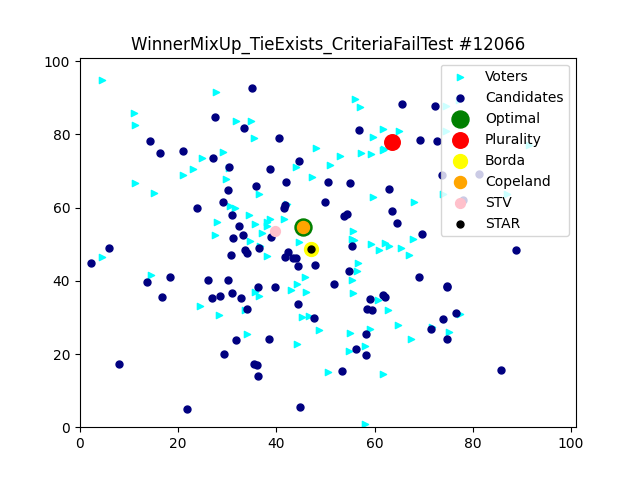 WinnerMixUp_TieExists_CriteriaFailTest #12066
100
80
60
40
20
0
0 20 40 60 80 100
Voters
Candidates
Optimal
Plurality
Borda
Copeland
STV
STAR